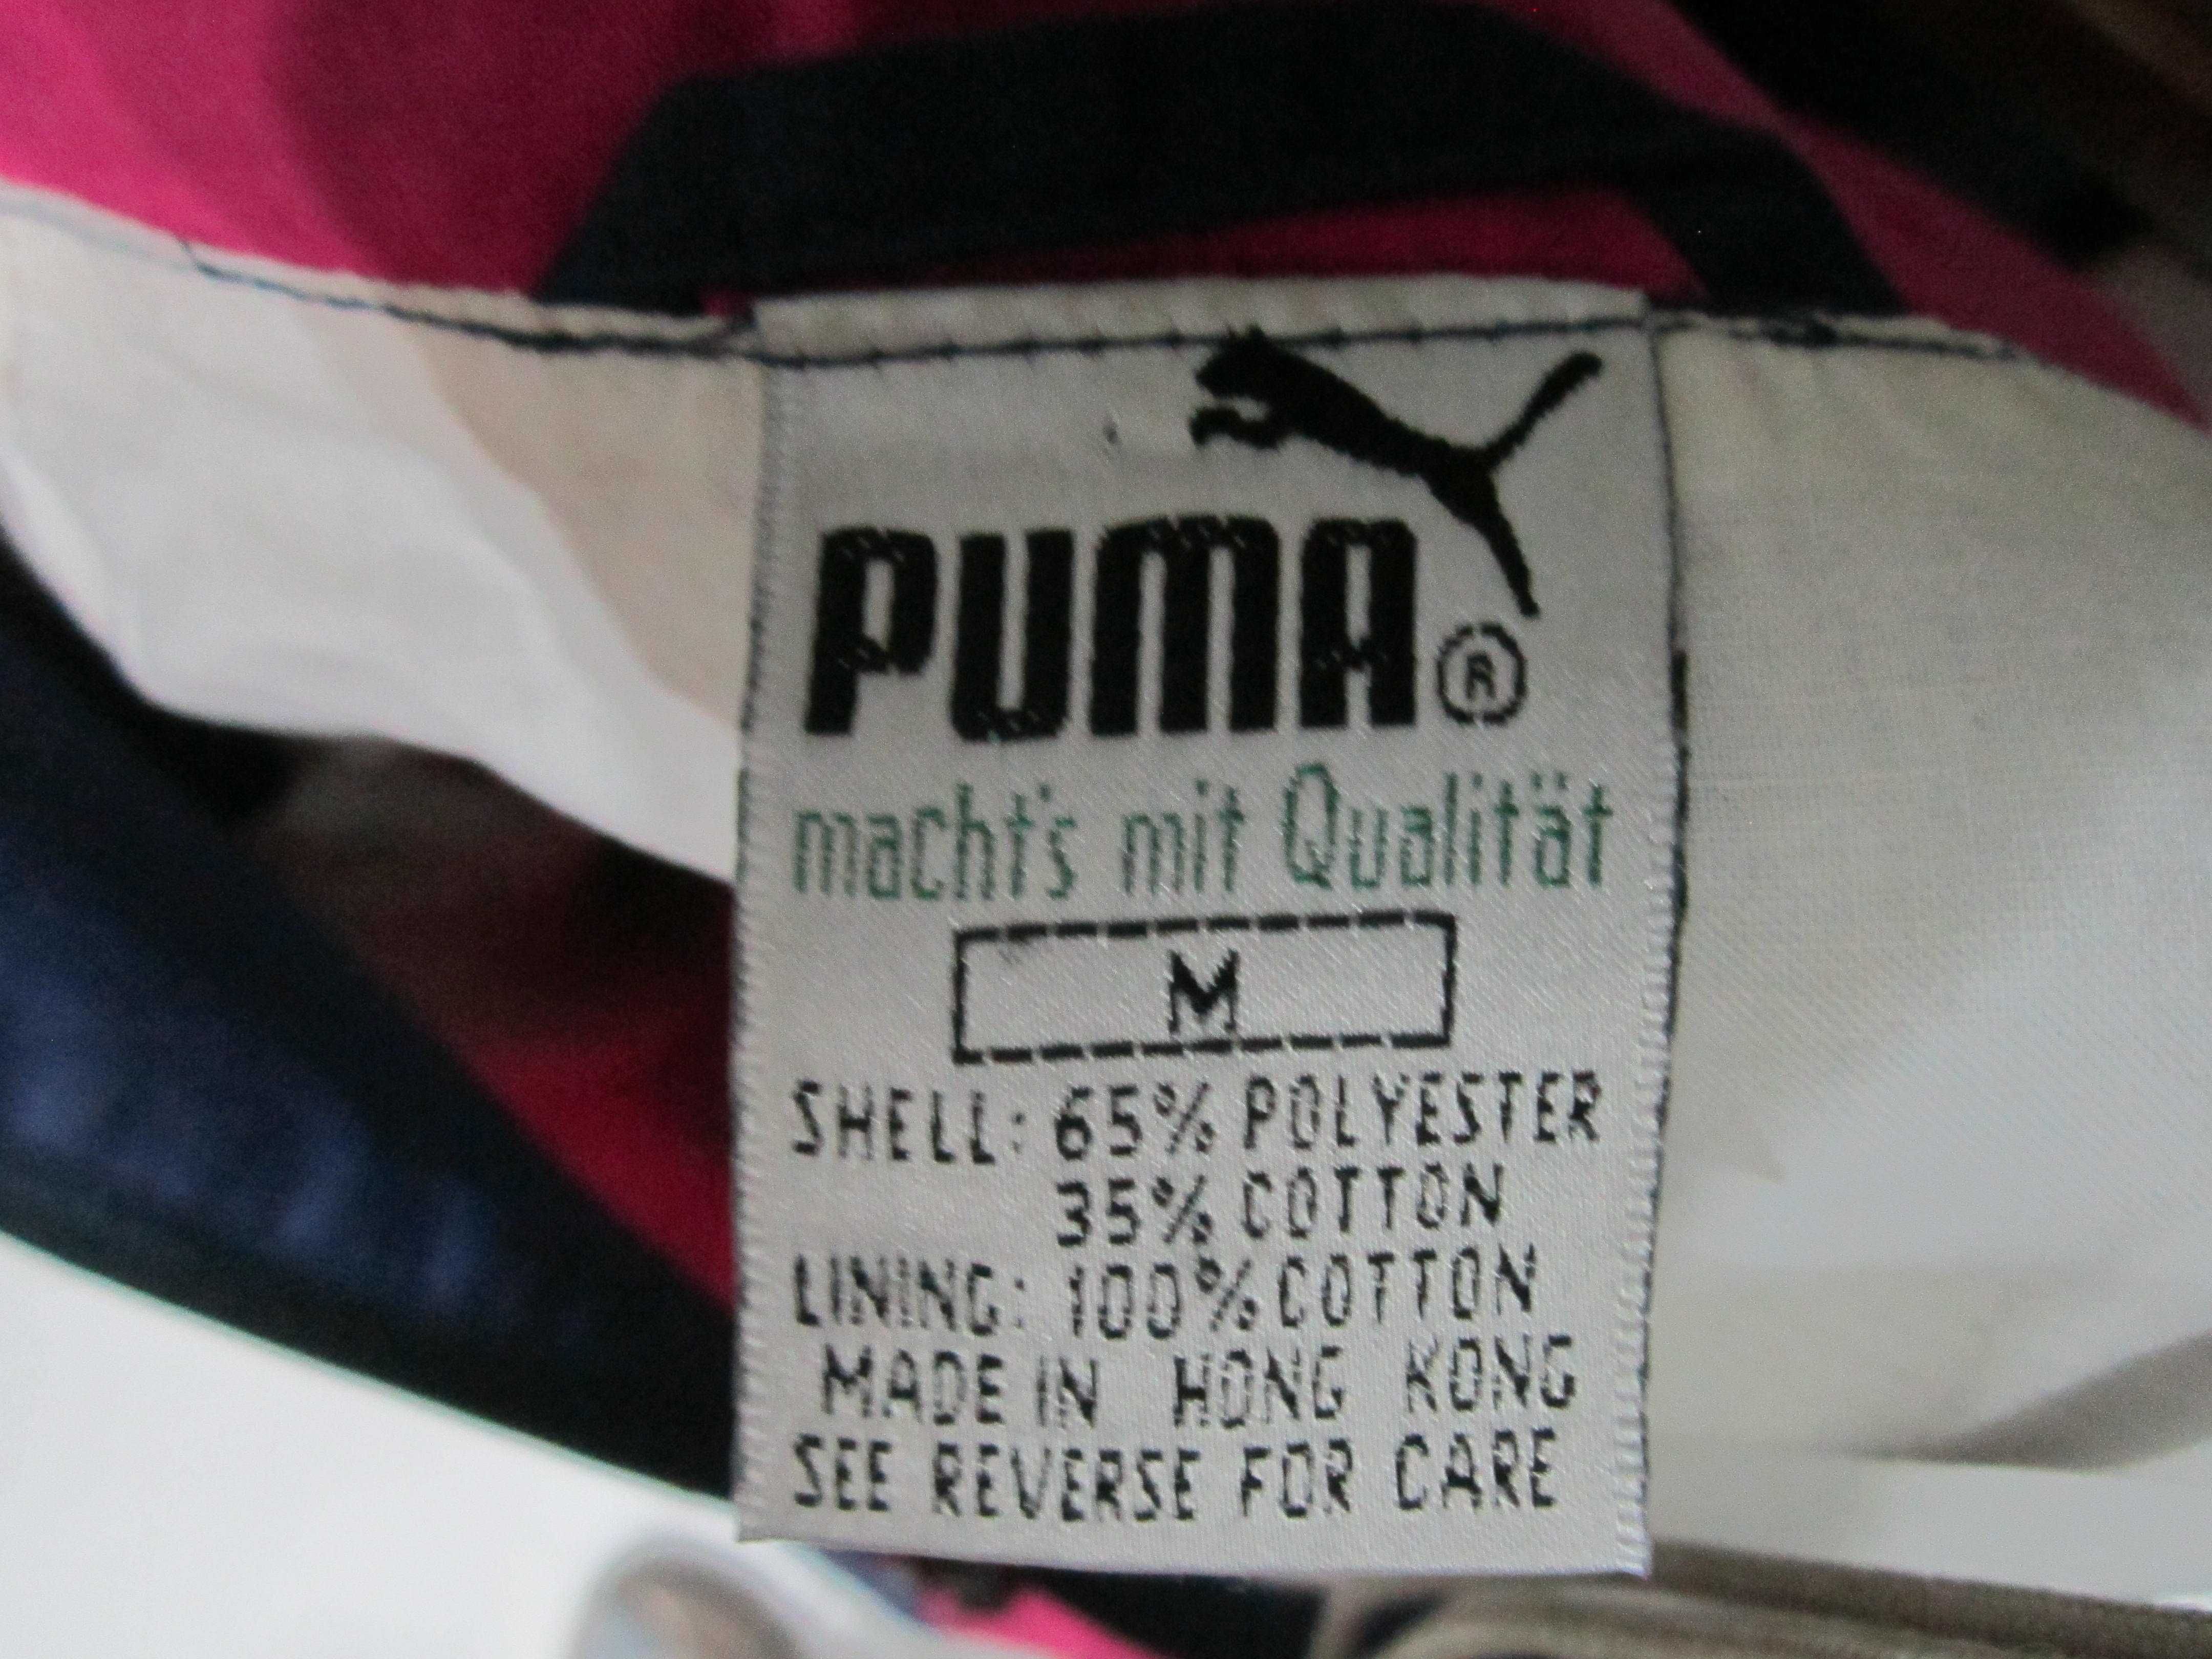 PUMA®
macht's mit Qualität
M
SHELL: 65% POLYESTER
35% COTTON
LINING: 100% COTTON
MADE IN HONG KONG
SEE REVERSE FOR CARE